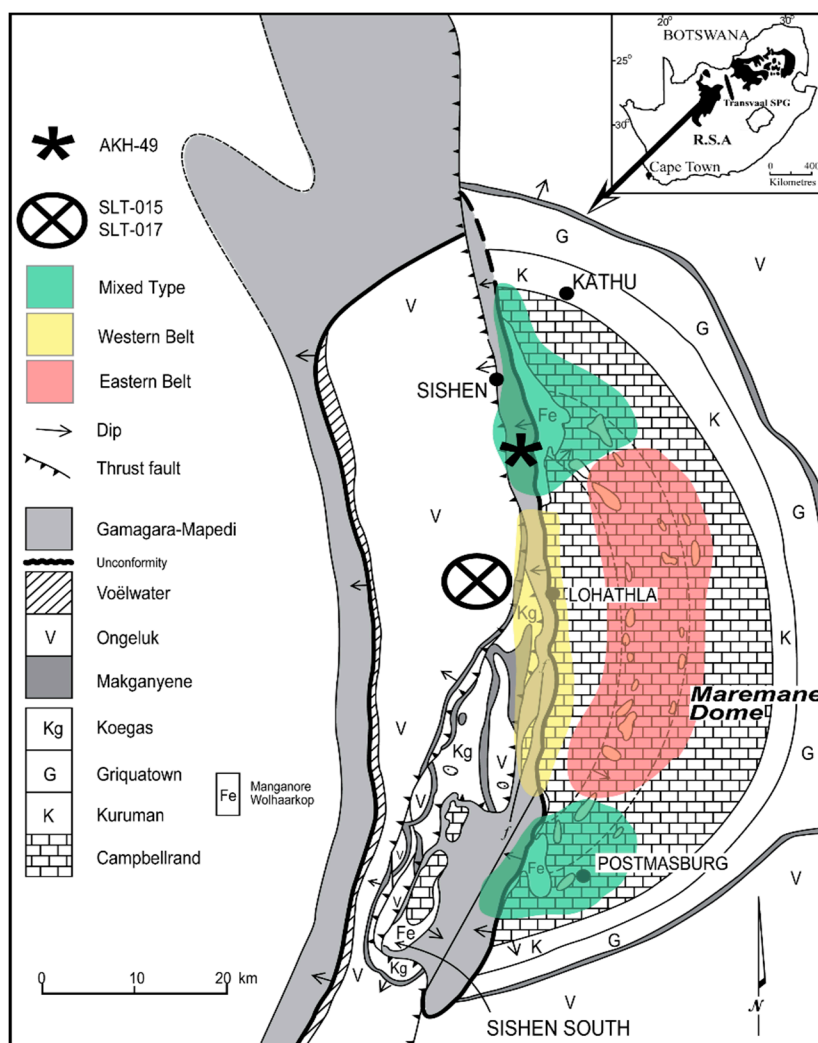 20° 30°
BOTSWANA
25°
Transvaal SPG
30°
R.S.A
Cape Town
0 400
Kilometres
AKH-49
SLT-015
SLT-017
Mixed Type
Western Belt
Eastern Belt
Dip
Thrust fault
Gamagara-Mapedi
Unconformity
Voëlwater
V Ongeluk
Makganyene
Kg Koegas
G Griquatown
K Kuruman
Campbellrand
Fe Manganore
Wolhaarkop
0 10 20 km
G
V
K
KATHU
V
G
SISHEN
Fe
K
V
G
LOHATHLA
Kg
K
Maremane
Dome
V
Kg
V
G
V
V
Fe
POSTMASBURG
V
V
Fe
K
G
V
Kg
V
V
SISHEN SOUTH
N